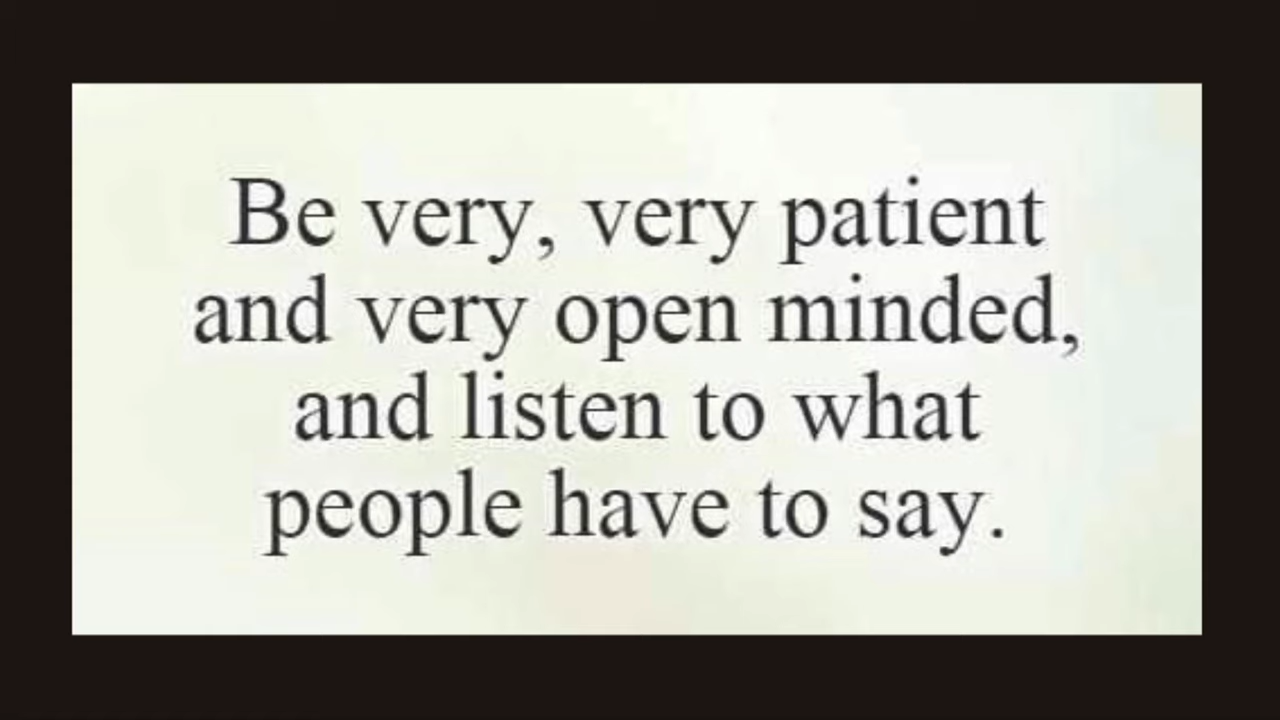 Be very, very patient
and very open minded,
and listen to what
people have to say.